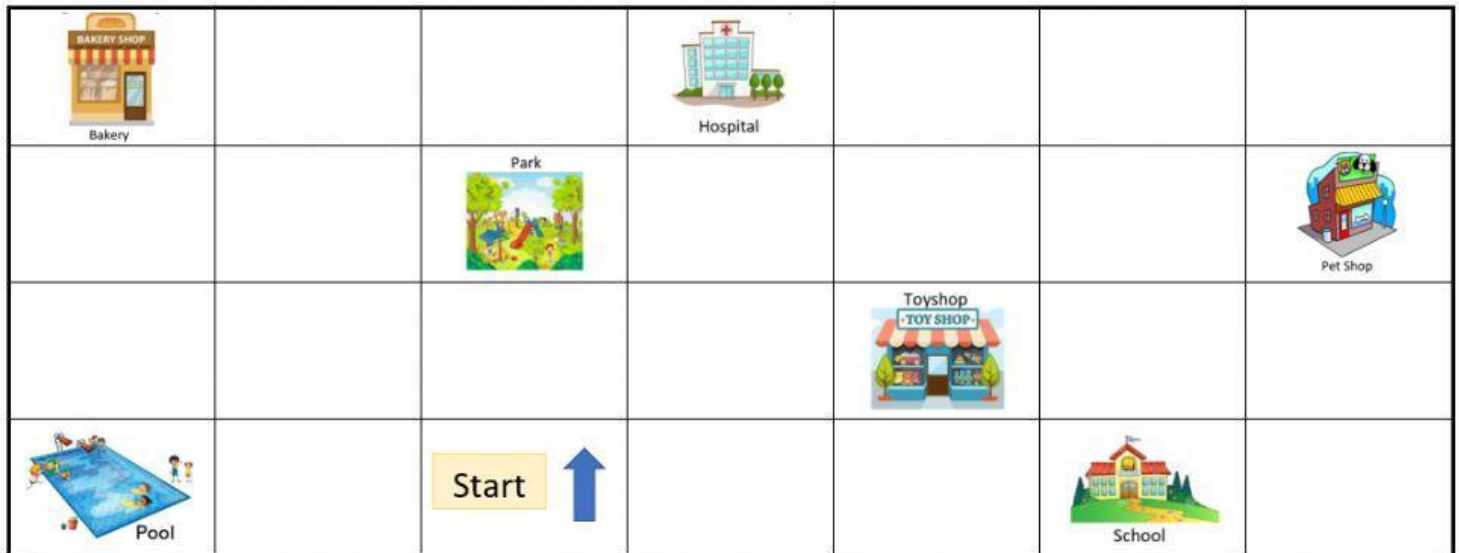 BAKERY SHOP
Bakery
Hospital
Park
Pet Shop
Toyshop
TOY SHOP
Pool
Start
School